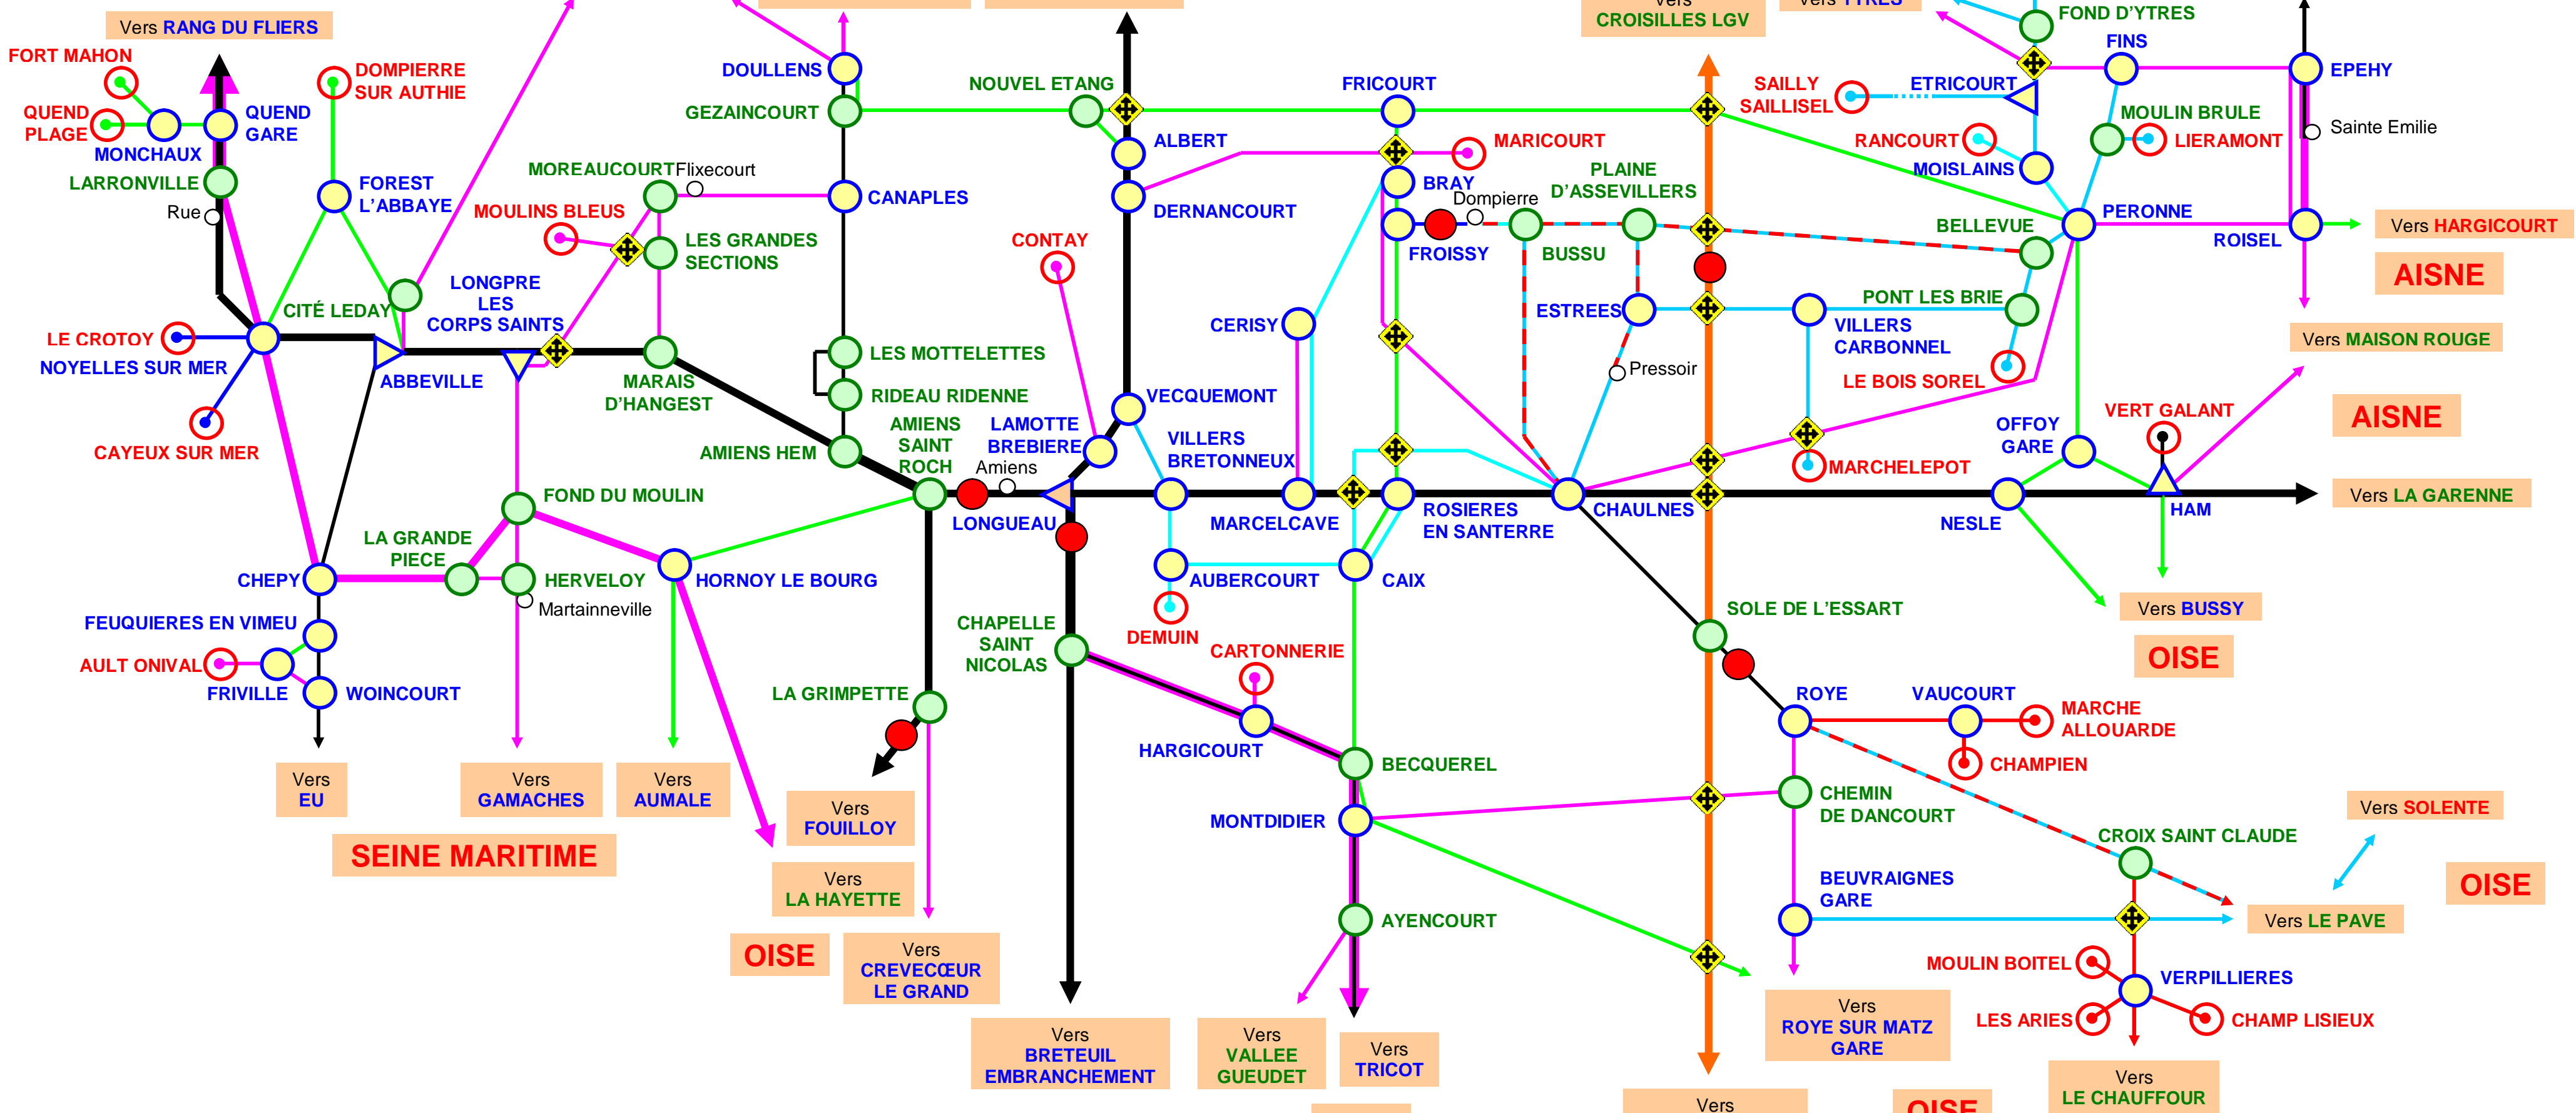 Vers RANG DU FLIERS
Vers
CROISILLES LGV
Vers YTRES
FOND D'YTRES
FORT MAHON
DOMPIERRE
SUR AUTHIE
DOULLENS
NOUVEL ETANG
FRICOURT
SAILLY
SAILLISEL
ETRICOURT
FINS
EPEHY
QUEND
PLAGE
QUEND
GARE
GEZAINCOURT
MOULIN BRULE
MONCHAUX
ALBERT
MARICOURT
RANCOURT
LIERAMONT
Sainte Emilie
LARRONVILLE
MOREAUCOURT
Flixecourt
PLAINE
D'ASSEVILLERS
MOISLAINS
Rue
FOREST
L'ABBAYE
CANAPLES
DERNANCOURT
BRAY
Dompierre
PERONNE
MOULINS BLEUS
LES GRANDES
SECTIONS
CONTAY
FROISSY
BUSSU
BELLEVUE
ROISEL
Vers HARGICOURT
AISNE
CITÉ LEDAY
LONGPRE
LES
CORPS SAINTS
CERISY
ESTREES
PONT LES BRIE
VILLERS
CARBONNEL
LE CROTOY
NOYELLES SUR MER
Vers MAISON ROUGE
ABBEVILLE
LES MOTTELETTES
MARAIS
D'HANGEST
RIDEAU RIDENNE
Pressoir
LE BOIS SOREL
VECQUEMONT
CAYEUX SUR MER
AMIENS HEM
AMIENS
SAINT
ROCH
LAMOTTE
BREBIERE
VILLERS
BRETONNEUX
OFFOY
GARE
VERT GALANT
AISNE
Amiens
MARCHELEPOT
FOND DU MOULIN
LONGUEAU
MARCELCAVE
ROSIERES
EN SANTERRE
CHAULNES
NESLE
HAM
Vers LA GARENNE
LA GRANDE
PIECE
CHEPY
HERVELOY
Martainneville
HORNOY LE BOURG
AUBERCOURT
CAIX
SOLE DE L'ESSART
Vers BUSSY
OISE
FEUQUIERES EN VIMEU
CHAPELLE
SAINT
NICOLAS
DEMUIN
CARTONNERIE
AULT ONIVAL
FRIVILLE
WOINCOURT
LA GRIMPETTE
HARGICOURT
ROYE
VAUCOURT
MARCHE
ALLOUARDE
BECQUEREL
CHAMPIEN
Vers
EU
Vers
GAMACHES
Vers
AUMALE
Vers
FOUILLOY
MONTDIDIER
CHEMIN
DE DANCOURT
CROIX SAINT CLAUDE
Vers SOLENTE
SEINE MARITIME
Vers
LA HAYETTE
BEUVRAIGNES
GARE
OISE
AYENCOURT
Vers LE PAVE
OISE
Vers
CREVECŒUR
LE GRAND
MOULIN BOITEL
VERPILLIERES
Vers
BRETEUIL
EMBRANCHEMENT
Vers
VALLEE
GUEUDET
Vers
TRICOT
Vers
ROYE SUR MATZ
GARE
LES ARIES
CHAMP LISIEUX
Vers
LE CHAUFFOUR
Vers
OISE